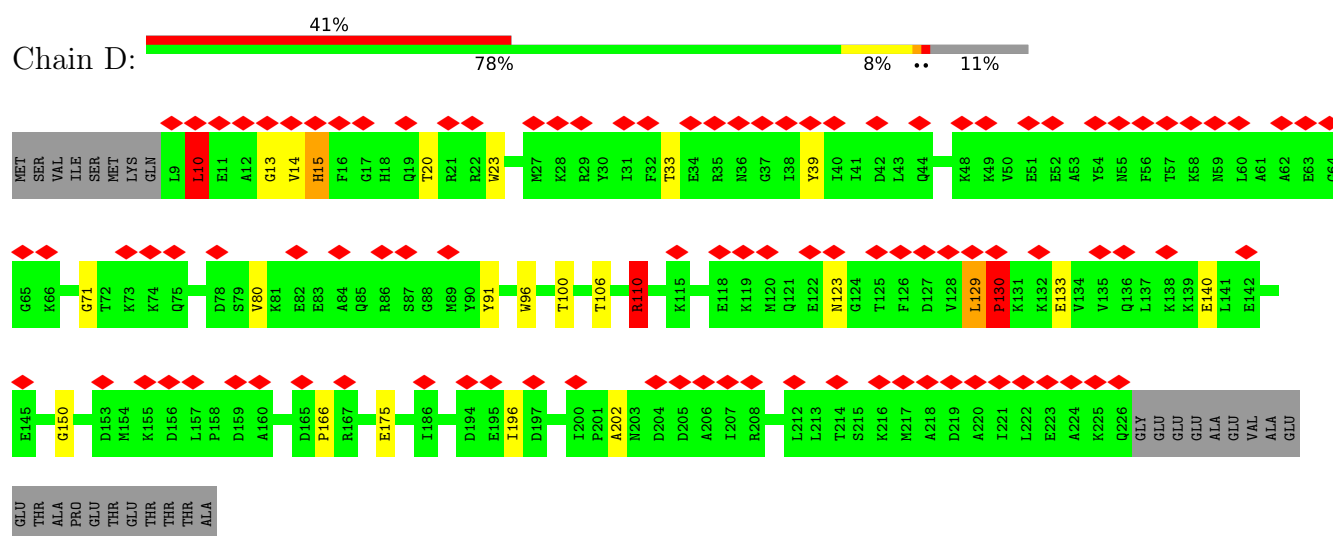 41%
Chain D:
78% 8% •• 11%
MET SER VAL ILE SER MET LYS GLN L9 L10 E11 A12 G13 V14 H15 F16 G17 H18 Q19 T20 R21 R22 W23 M27 K28 R29 Y30 I31 F32 T33 E34 R35 N36 G37 I38 Y39 I40 I41 D42 L43 Q44 K48 K49 V50 E51 E52 A53 Y54 N55 F56 T57 K58 N59 L60 A61 A62 E63 G64
G65 K66 G71 T72 K73 K74 Q75 D78 S79 V80 K81 E82 E83 A84 Q85 R86 S87 G88 M89 Y90 Y91 W96 T100 T106 R110 K115 E118 K119 M120 Q121 E122 N123 G124 T125 F126 D127 V128 L129 P130 K131 K132 E133 V134 V135 Q136 L137 K138 K139 E140 L141 E142
E145 G150 D153 M154 K155 D156 L157 P158 D159 A160 D165 P166 R167 E175 I186 D194 E195 I196 D197 I200 P201 A202 N203 D204 D205 A206 I207 R208 L212 L213 T214 S215 K216 M217 A218 D219 A220 I221 L222 E223 A224 K225 Q226 GLY GLU GLU GLU ALA GLU VAL ALA GLU
GLU THR ALA PRO GLU THR GLU THR THR THR ALA